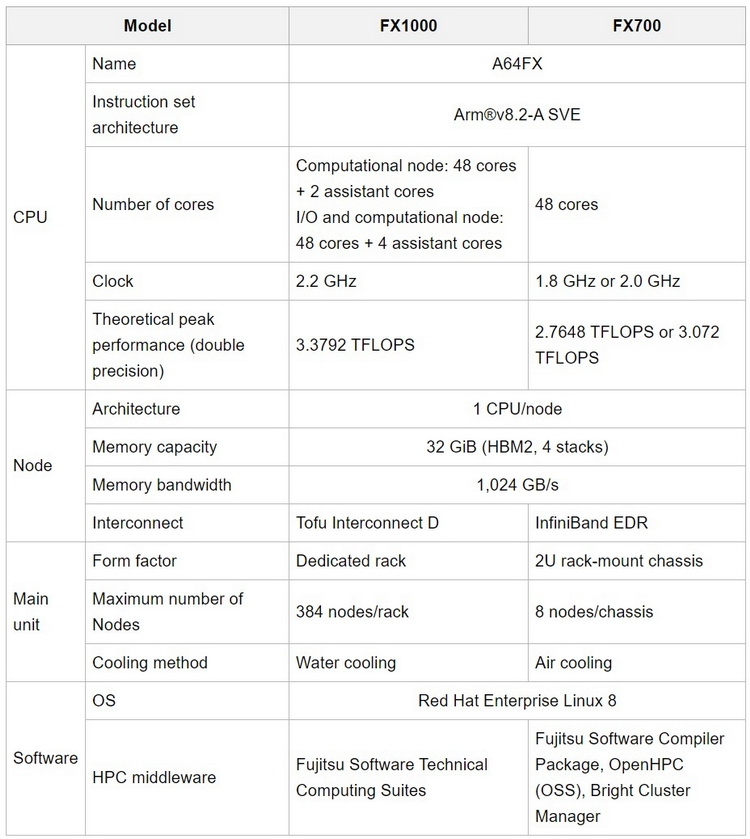 Model FX1000 FX700
CPU
Name
A64FX
Instruction set
architecture
Arm®v8.2-A SVE
Number of cores
Computational node: 48 cores
+ 2 assistant cores
I/O and computational node:
48 cores + 4 assistant cores
48 cores
Clock
2.2 GHz
1.8 GHz or 2.0 GHz
Theoretical peak
performance (double
precision)
3.3792 TFLOPS
2.7648 TFLOPS or 3.072
TFLOPS
Node
Architecture
1 CPU/node
Memory capacity
32 GiB (HBM2, 4 stacks)
Memory bandwidth
1,024 GB/s
Interconnect
Tofu Interconnect D
InfiniBand EDR
Main
unit
Form factor
Dedicated rack
2U rack-mount chassis
Maximum number of
Nodes
384 nodes/rack
8 nodes/chassis
Cooling method
Water cooling
Air cooling
Software
OS
Red Hat Enterprise Linux 8
HPC middleware
Fujitsu Software Technical
Computing Suites
Fujitsu Software Compiler
Package, OpenHPC
(OSS), Bright Cluster
Manager